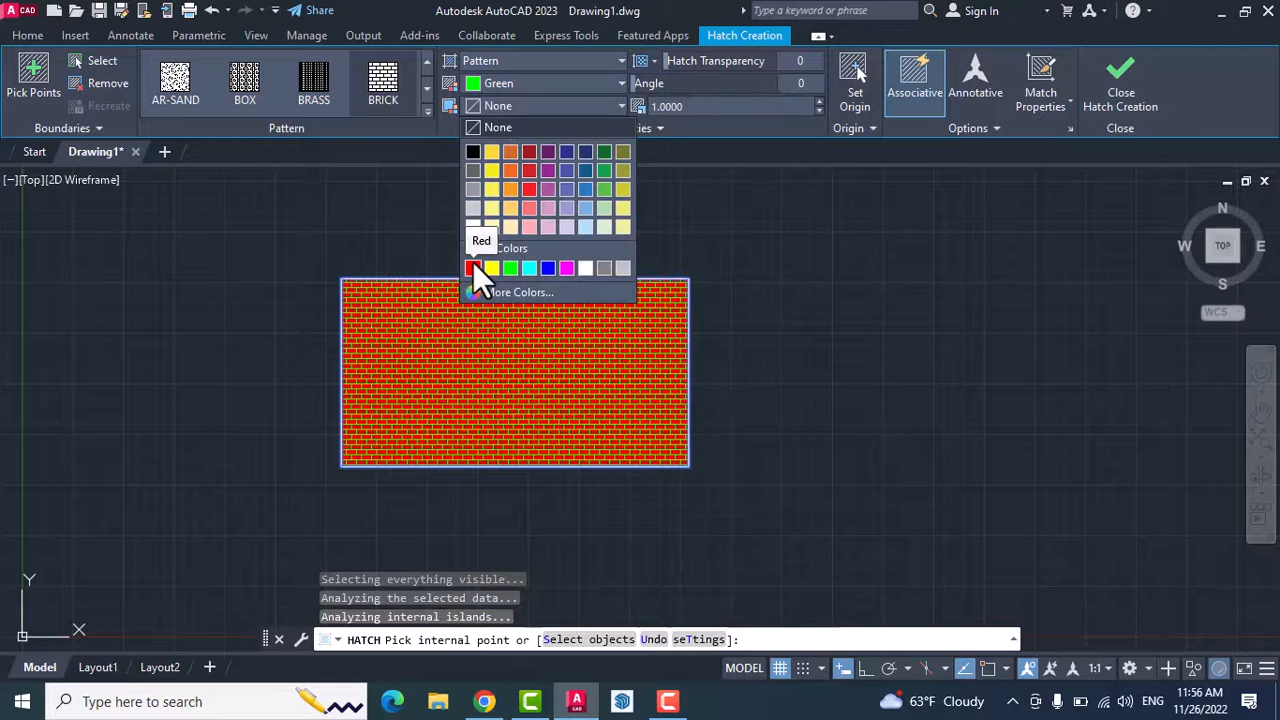 CAD
Share
Autodesk AutoCAD 2023 Drawing1.dwg
Type a keyword or phrase
Sign In
Home Insert Annotate Parametric View Manage Output Add-ins Collaborate Express Tools Featured Apps Hatch Creation
Pick Points
Select
Remove
Recreate
Boundaries
AR-SAND BOX BRASS BRICK
Pattern
Pattern
Green
None
Hatch Transparency 0
Angle 0
1.0000
ties
Set Origin
Origin
Associative
Annotative
Match Properties
Options
Close Hatch Creation
Close
Start Drawing1*
None
[−][Top][2D Wireframe]
Red
Colors
More Colors...
N
W TOP E
S
WCS
Y
X
Selecting everything visible...
Analyzing the selected data...
Analyzing internal islands...
HATCH Pick internal point or [Select objects Undo seTtings]:
Model Layout1 Layout2
MODEL
1:1
Type here to search
63°F Cloudy
ENG
11:56 AM
11/26/2022